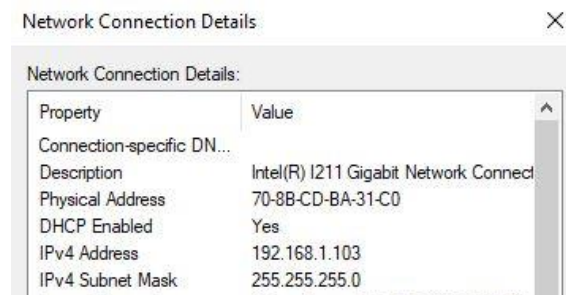 Network Connection Details
Network Connection Details:
Property Value
Connection-specific DN...
Description Intel(R) I211 Gigabit Network Connect
Physical Address 70-8B-CD-BA-31-C0
DHCP Enabled Yes
IPv4 Address 192.168.1.103
IPv4 Subnet Mask 255.255.255.0